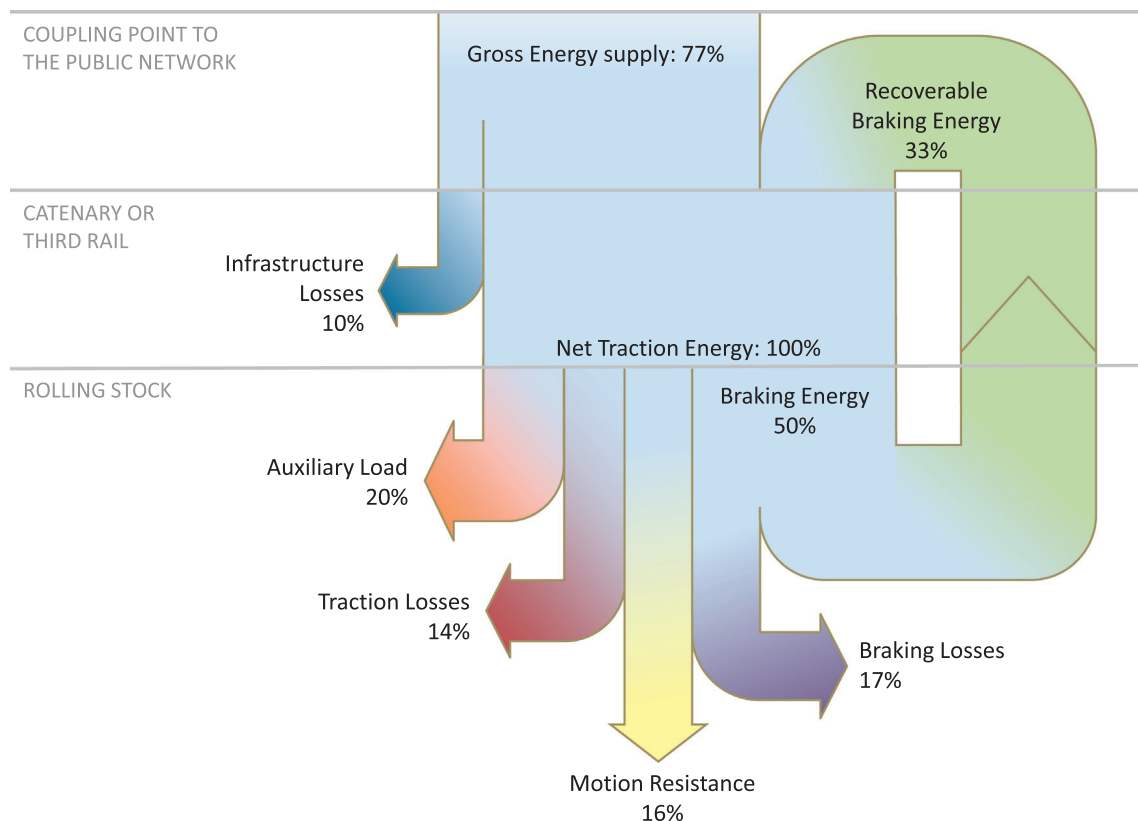 COUPLING POINT TO
THE PUBLIC NETWORK
Gross Energy supply: 77%
Recoverable
Braking Energy
33%
CATENARY OR
THIRD RAIL
Infrastructure
Losses
10%
Net Traction Energy: 100%
ROLLING STOCK
Braking Energy
50%
Auxiliary Load
20%
Traction Losses
14%
Braking Losses
17%
Motion Resistance
16%